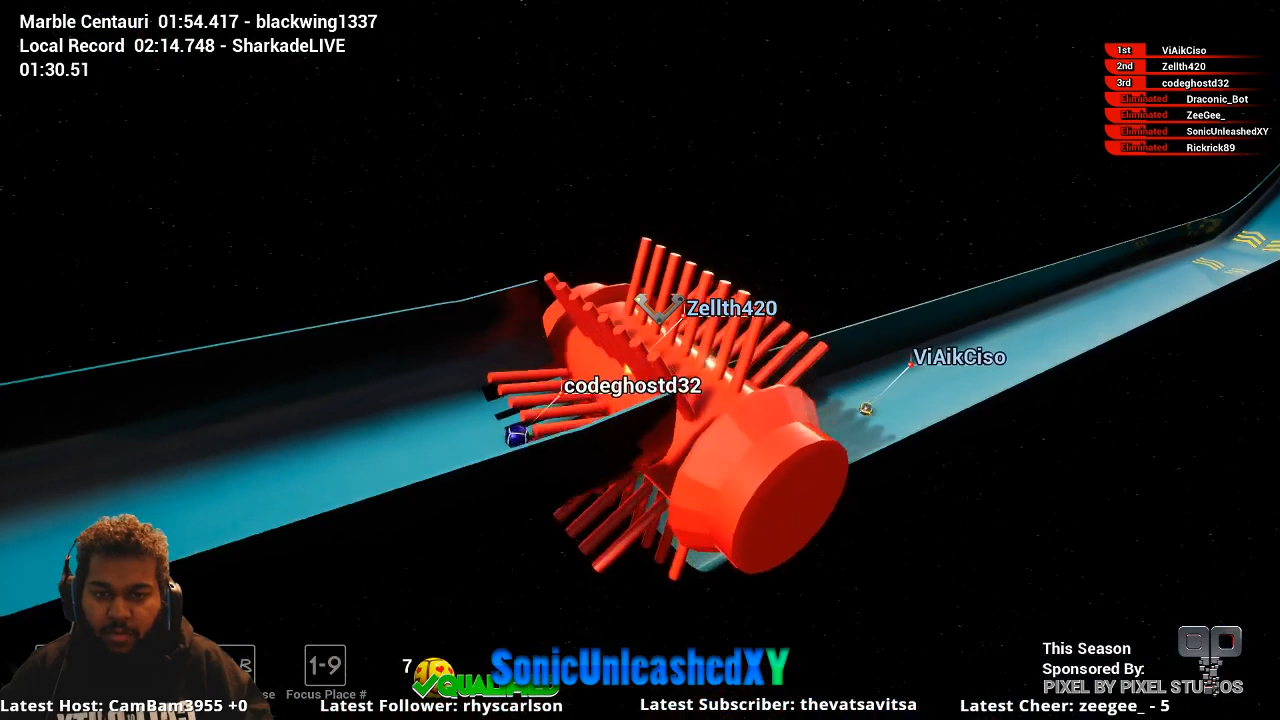 Marble Centauri 01:54.417 - blackwing1337
Local Record 02:14.748 - SharkadeLIVE
01:30.51
1st ViAikCiso
2nd Zellth420
3rd codeghostd32
Eliminated Draconic_Bot
Eliminated ZeeGee_
Eliminated SonicUnleashedXY
Eliminated Rickrick89
Zellth420
ViAikCiso
codeghostd32
1-9
Focus Place #
7
SonicUnleashedXY
This Season
Sponsored By:
PIXEL BY PIXEL STUDIOS
Latest Host: CamBam3955 +0
Latest Follower: rhyscarlson
Latest Subscriber: thevatsavitsa
Latest Cheer: zeegee_ - 5